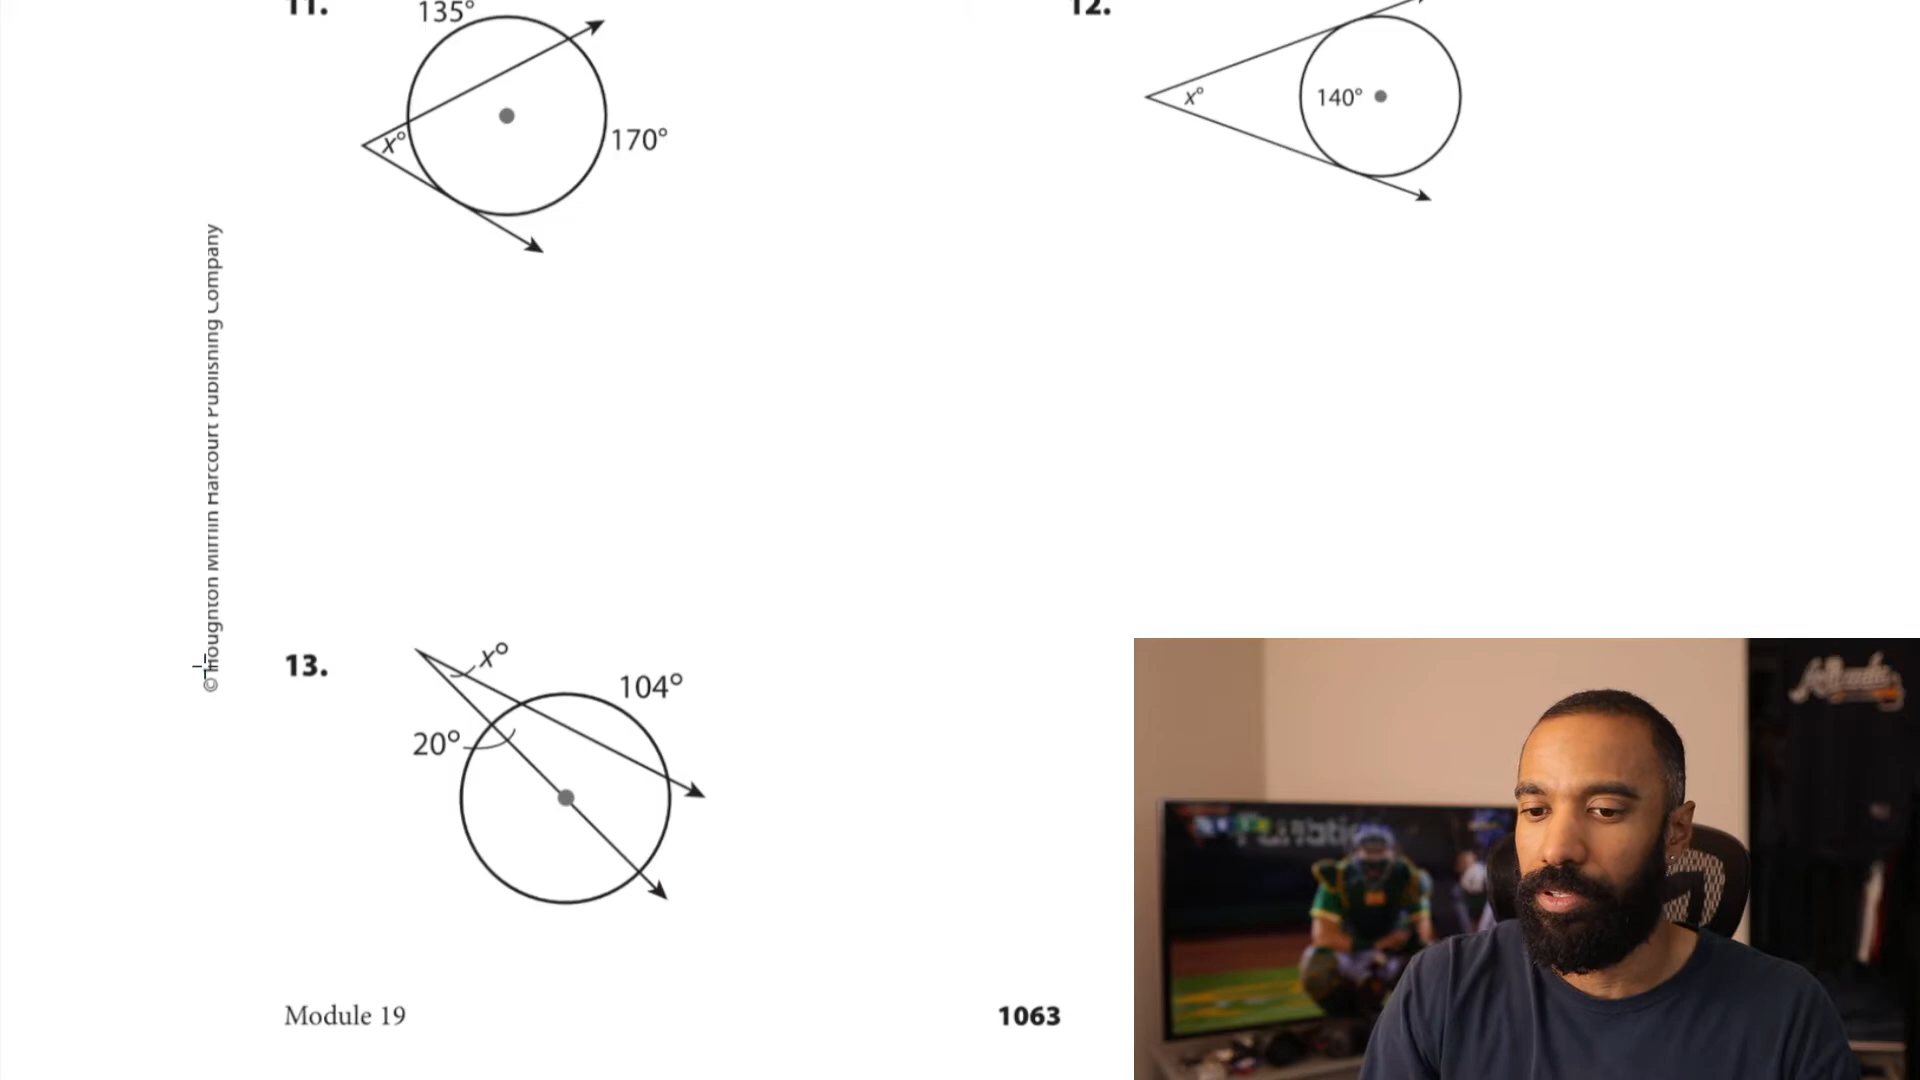 11.
135°
x°
170°
12.
x°
140°
© Houghton Mifflin Harcourt Publishing Company
13.
x°
104°
20°
Module 19
1063